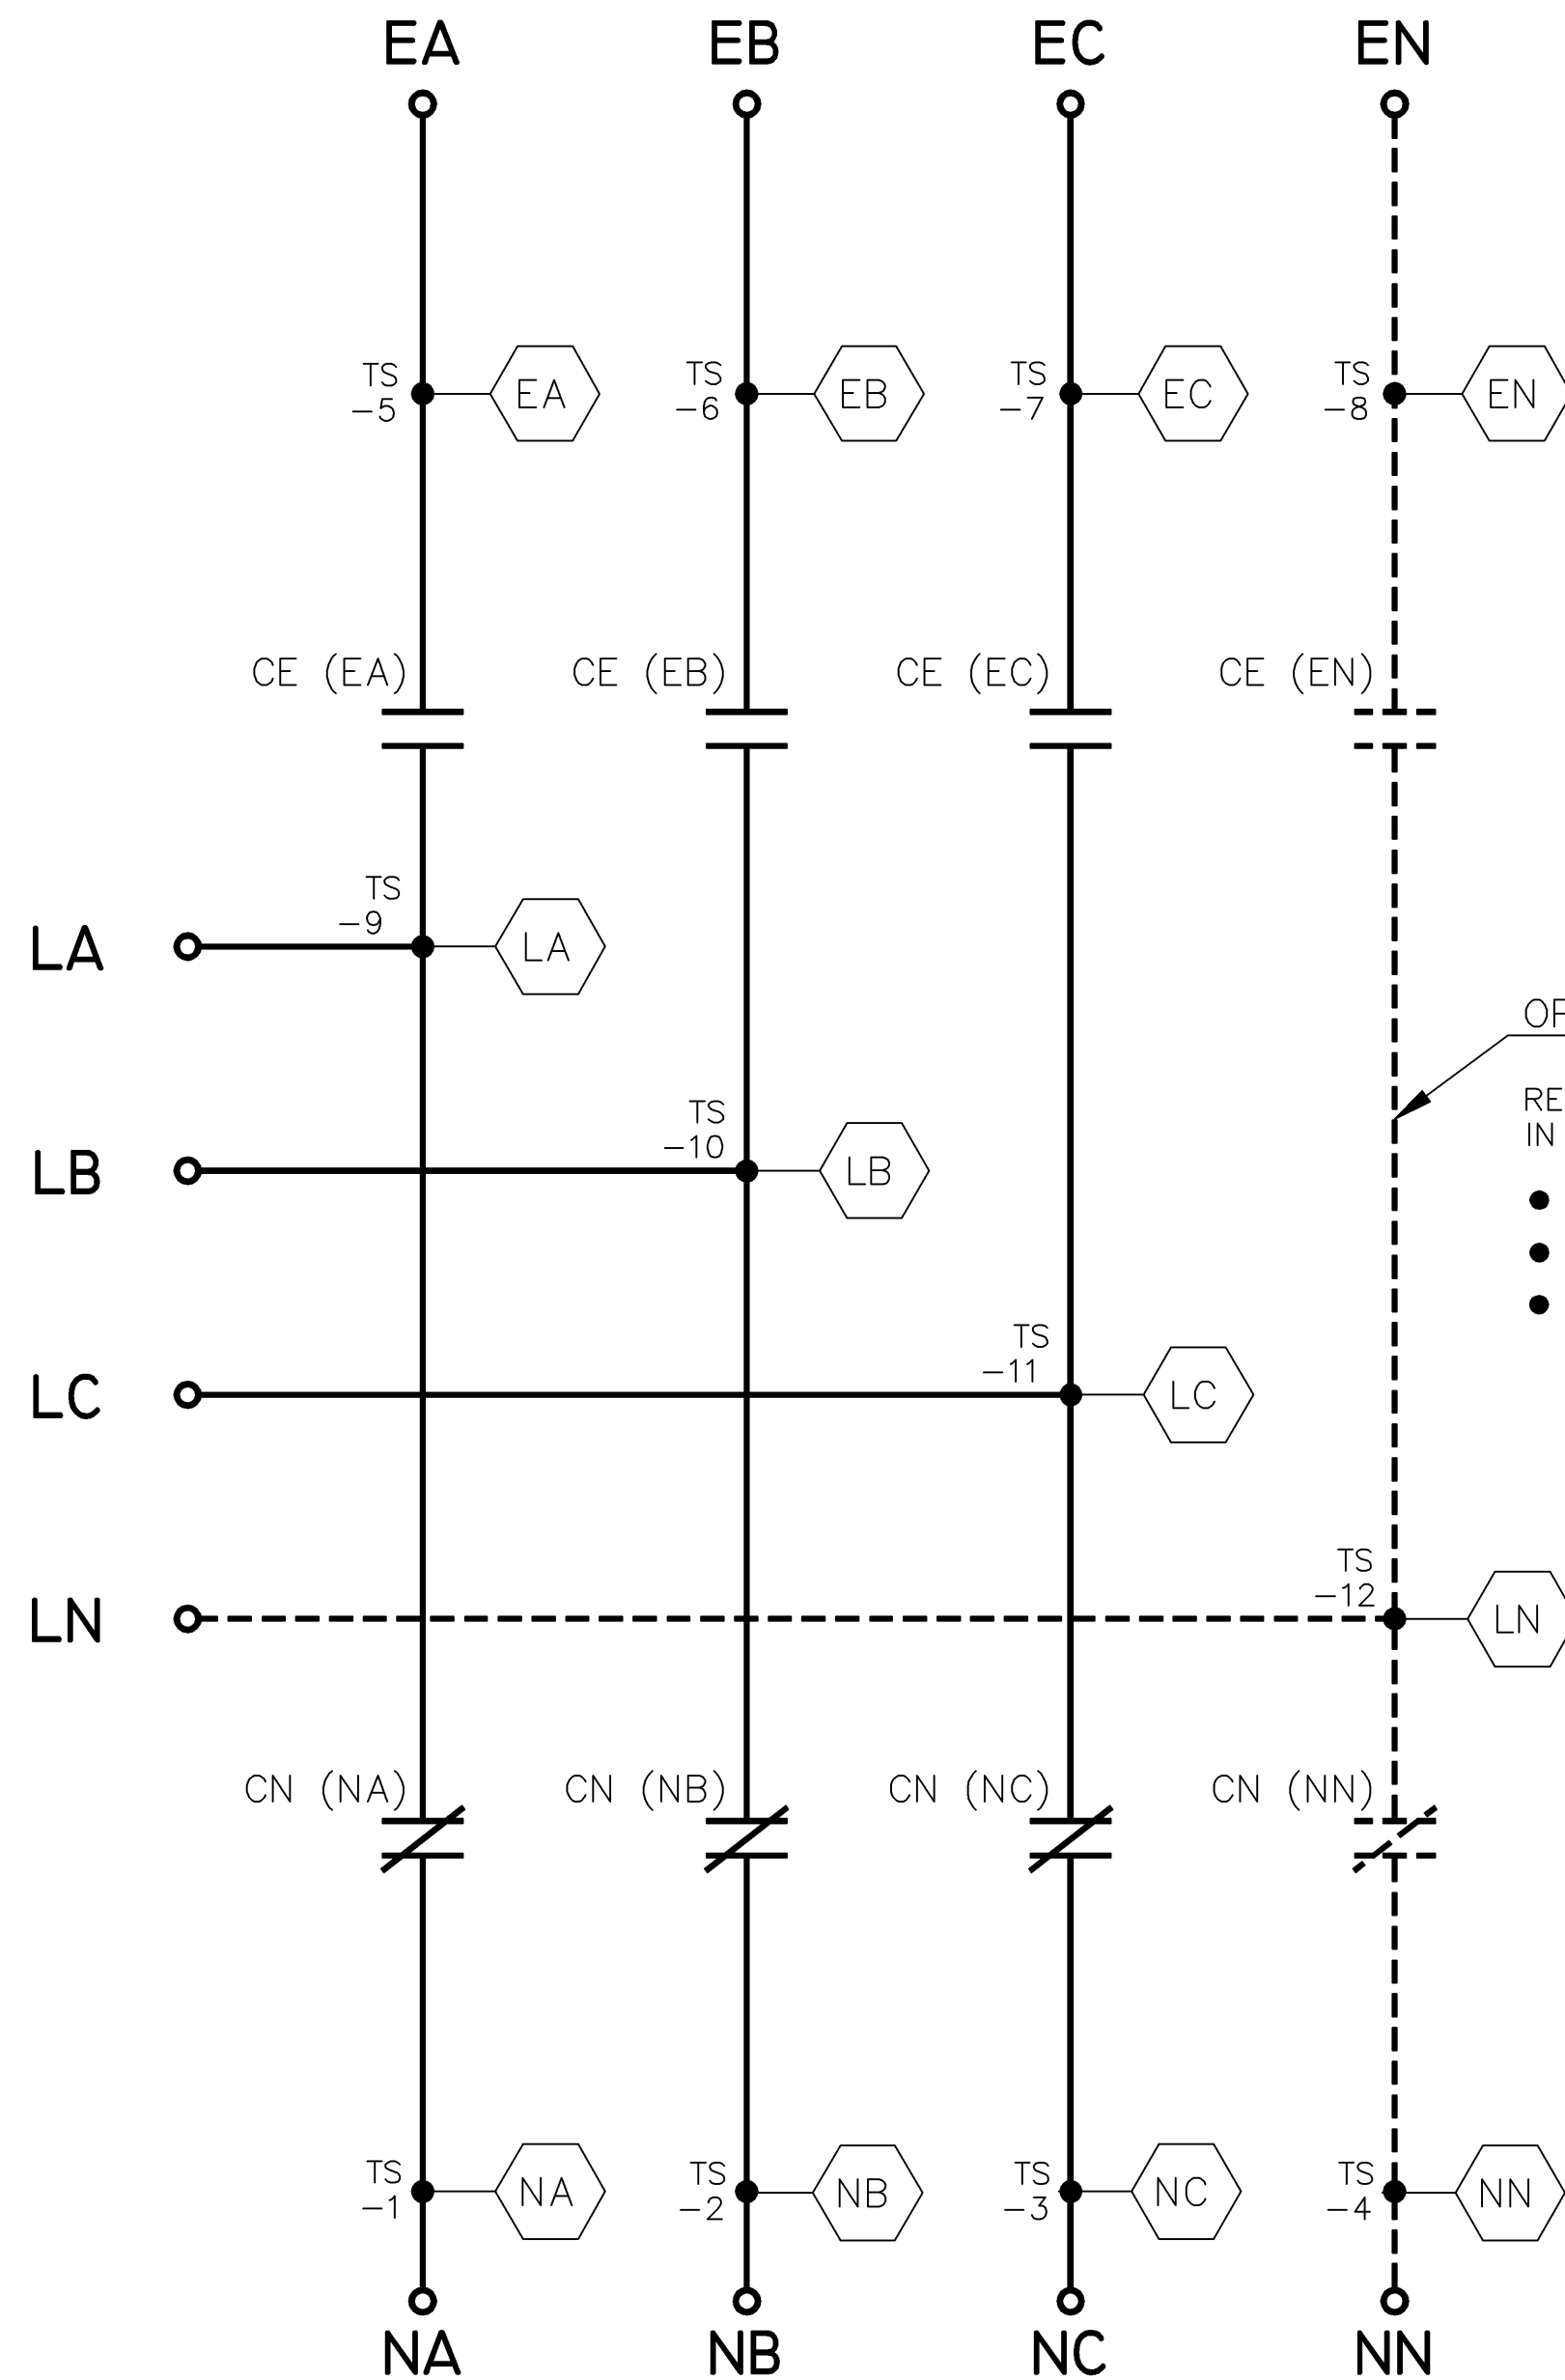 EA EB EC EN
TS TS TS TS
-5 EA -6 EB -7 EC -8 EN
CE (EA) CE (EB) CE (EC) CE (EN)
TS
-9
LA LA
TS
-10
LB LB
TS
-11
LC LC
TS
-12
LN LN
IN
CN (NA) CN (NB) CN (NC) CN (NN)
TS TS TS TS
-1 NA -2 NB -3 NC -4 NN
NA NB NC NN